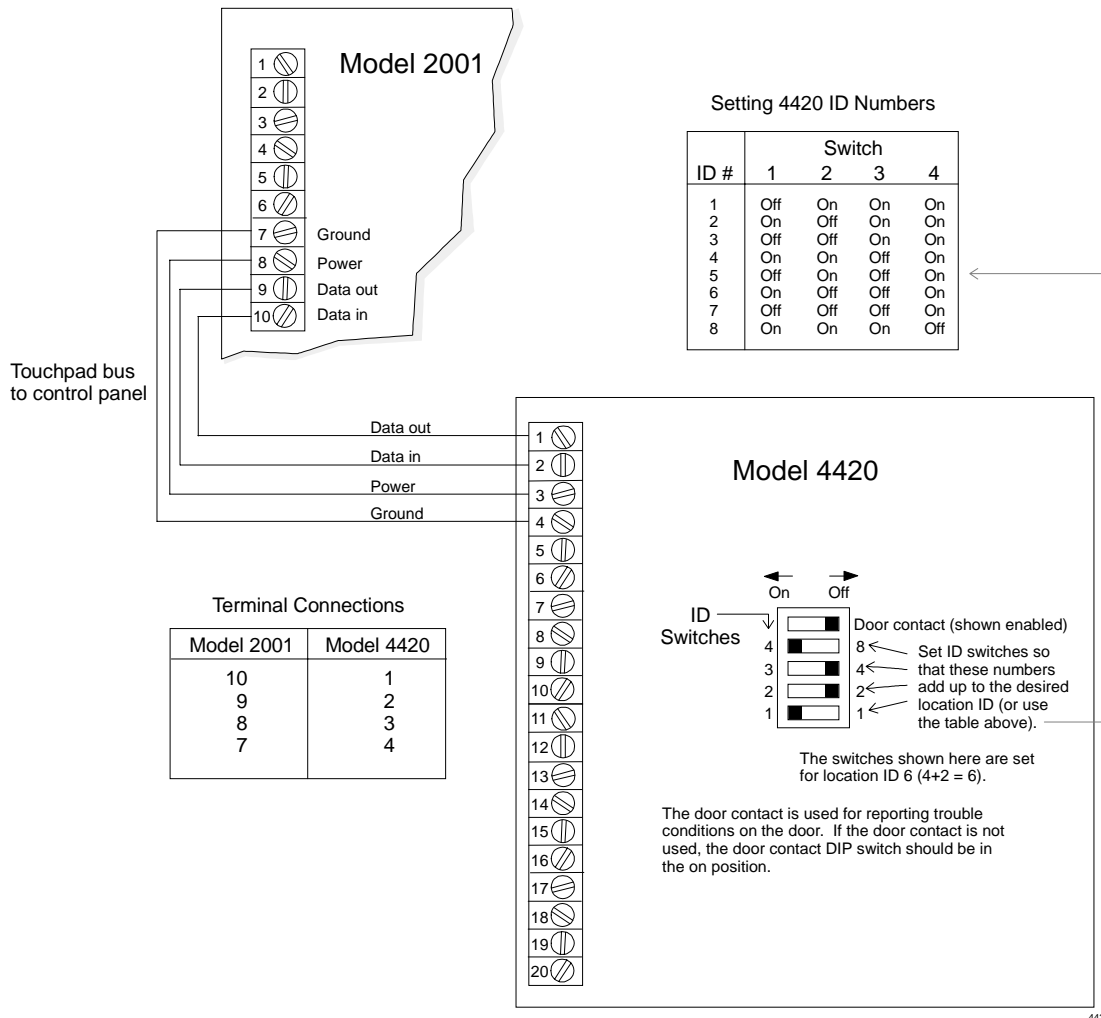 Model 2001
1
2
3
4
5
6
7 Ground
8 Power
9 Data out
10 Data in
Touchpad bus
to control panel
Setting 4420 ID Numbers
Switch
ID # 1 2 3 4
1 Off On On On
2 On Off On On
3 Off Off On On
4 On On Off On
5 Off On Off On
6 On Off Off On
7 Off Off Off On
8 On On On Off
Data out
Data in
Power
Ground
Model 4420
1
2
3
4
5
6
7
8
9
10
11
12
13
14
15
16
17
18
19
20
Terminal Connections
Model 2001 Model 4420
10 1
9 2
8 3
7 4
On Off
ID
Switches
Door contact (shown enabled)
4 8
3 4
2 2
1 1
Set ID switches so
that these numbers
add up to the desired
location ID (or use
the table above).
The switches shown here are set
for location ID 6 (4+2 = 6).
The door contact is used for reporting trouble
conditions on the door. If the door contact is not
used, the door contact DIP switch should be in
the on position.